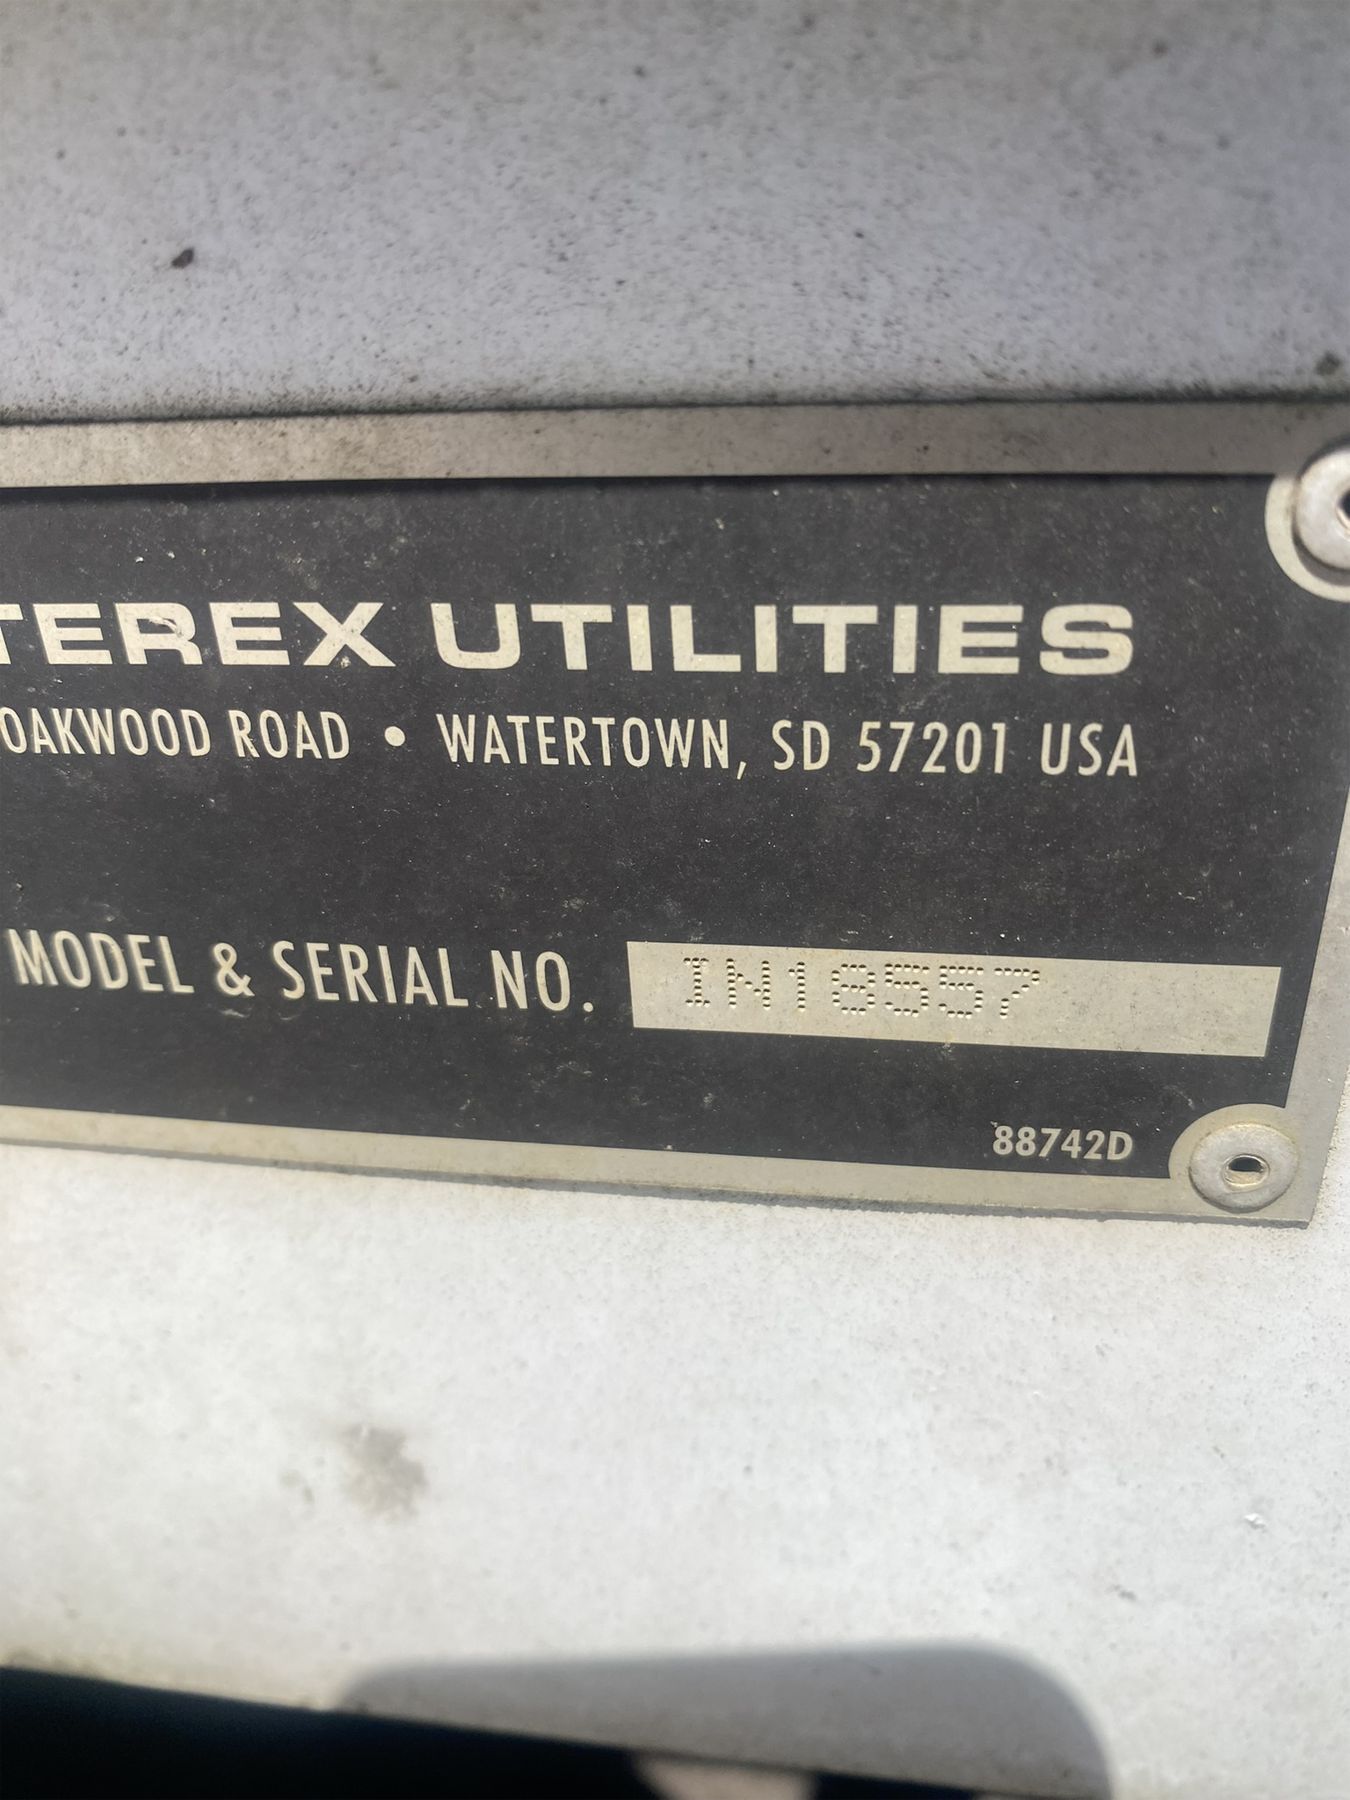 TEREX UTILITIES
OAKWOOD ROAD • WATERTOWN, SD 57201 USA
MODEL & SERIAL NO. IN18557
88742D